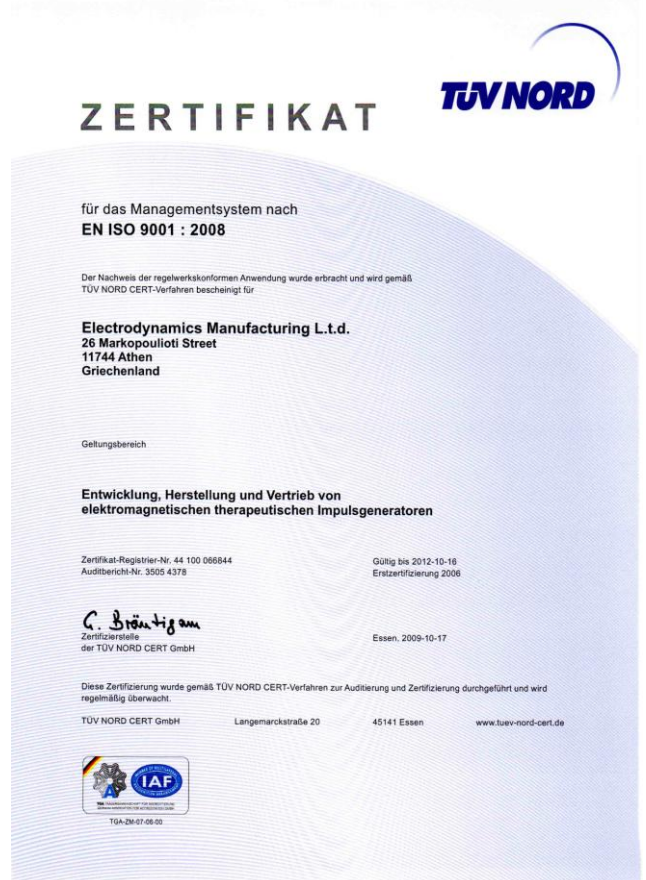 TÜV NORD
ZERTIFIKAT
für das Managementsystem nach
EN ISO 9001 : 2008
Der Nachweis der regelwerkskonformen Anwendung wurde erbracht und wird gemäß
TÜV NORD CERT-Verfahren bescheinigt für
Electrodynamics Manufacturing L.t.d.
26 Markopoulioti Street
11744 Athen
Griechenland
Geltungsbereich
Entwicklung, Herstellung und Vertrieb von
elektromagnetischen therapeutischen Impulsgeneratoren
Zertifikat-Registrier-Nr. 44 100 066844 Gültig bis 2012-10-16
Auditbericht-Nr. 3505 4378 Erstzertifizierung 2006
G. Bräutigam
Zertifizierstelle Essen, 2009-10-17
der TÜV NORD CERT GmbH
Diese Zertifizierung wurde gemäß TÜV NORD CERT-Verfahren zur Auditierung und Zertifizierung durchgeführt und wird
regelmäßig überwacht.
TÜV NORD CERT GmbH Langemarckstraße 20 45141 Essen www.tuev-nord-cert.de
IAF
TGA-ZM-07-06-00